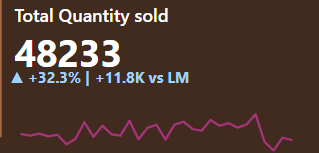 Total Quantity sold
48233
▲ +32.3% | +11.8K vs LM